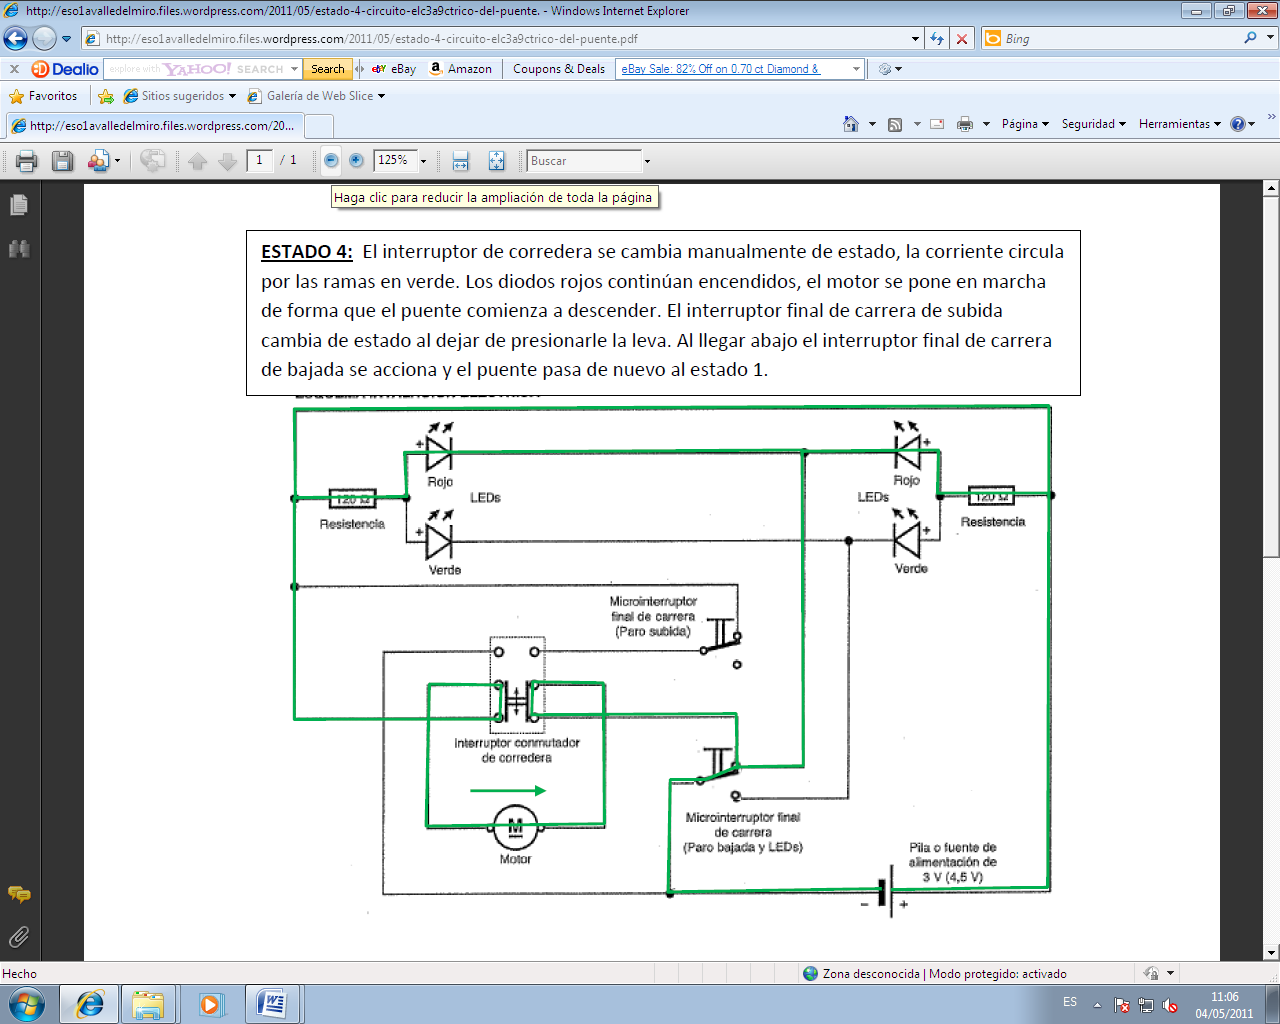 http://eso1avalledelmiro.files.wordpress.com/2011/05/estado-4-circuito-elc3a9ctrico-del-puente. - Windows Internet Explorer
http://eso1avalledelmiro.files.wordpress.com/2011/05/estado-4-circuito-elc3a9ctrico-del-puente.pdf
Bing
X Dealio explore with YAHOO! SEARCH Search eBay Amazon Coupons & Deals eBay Sale: 82% Off on 0.70 ct Diamond &
Favoritos Sitios sugeridos Galería de Web Slice
http://eso1avalledelmiro.files.wordpress.com/20... Página Seguridad Herramientas
1 / 1 125% Buscar
Haga clic para reducir la ampliación de toda la página
ESTADO 4: El interruptor de corredera se cambia manualmente de estado, la corriente circula
por las ramas en verde. Los diodos rojos continúan encendidos, el motor se pone en marcha
de forma que el puente comienza a descender. El interruptor final de carrera de subida
cambia de estado al dejar de presionarle la leva. Al llegar abajo el interruptor final de carrera
de bajada se acciona y el puente pasa de nuevo al estado 1.
+ +
Rojo LEDs LEDs Rojo
120 Ω 120 Ω
Resistencia Resistencia
+ +
Verde Verde
Microinterruptor
final de carrera
(Paro subida)
Interruptor conmutador
de corredera
M
Motor
Microinterruptor final
de carrera
(Paro bajada y LEDs)
Pila o fuente de
alimentación de
3 V (4,5 V)
– +
Hecho Zona desconocida | Modo protegido: activado
ES 11:06
04/05/2011